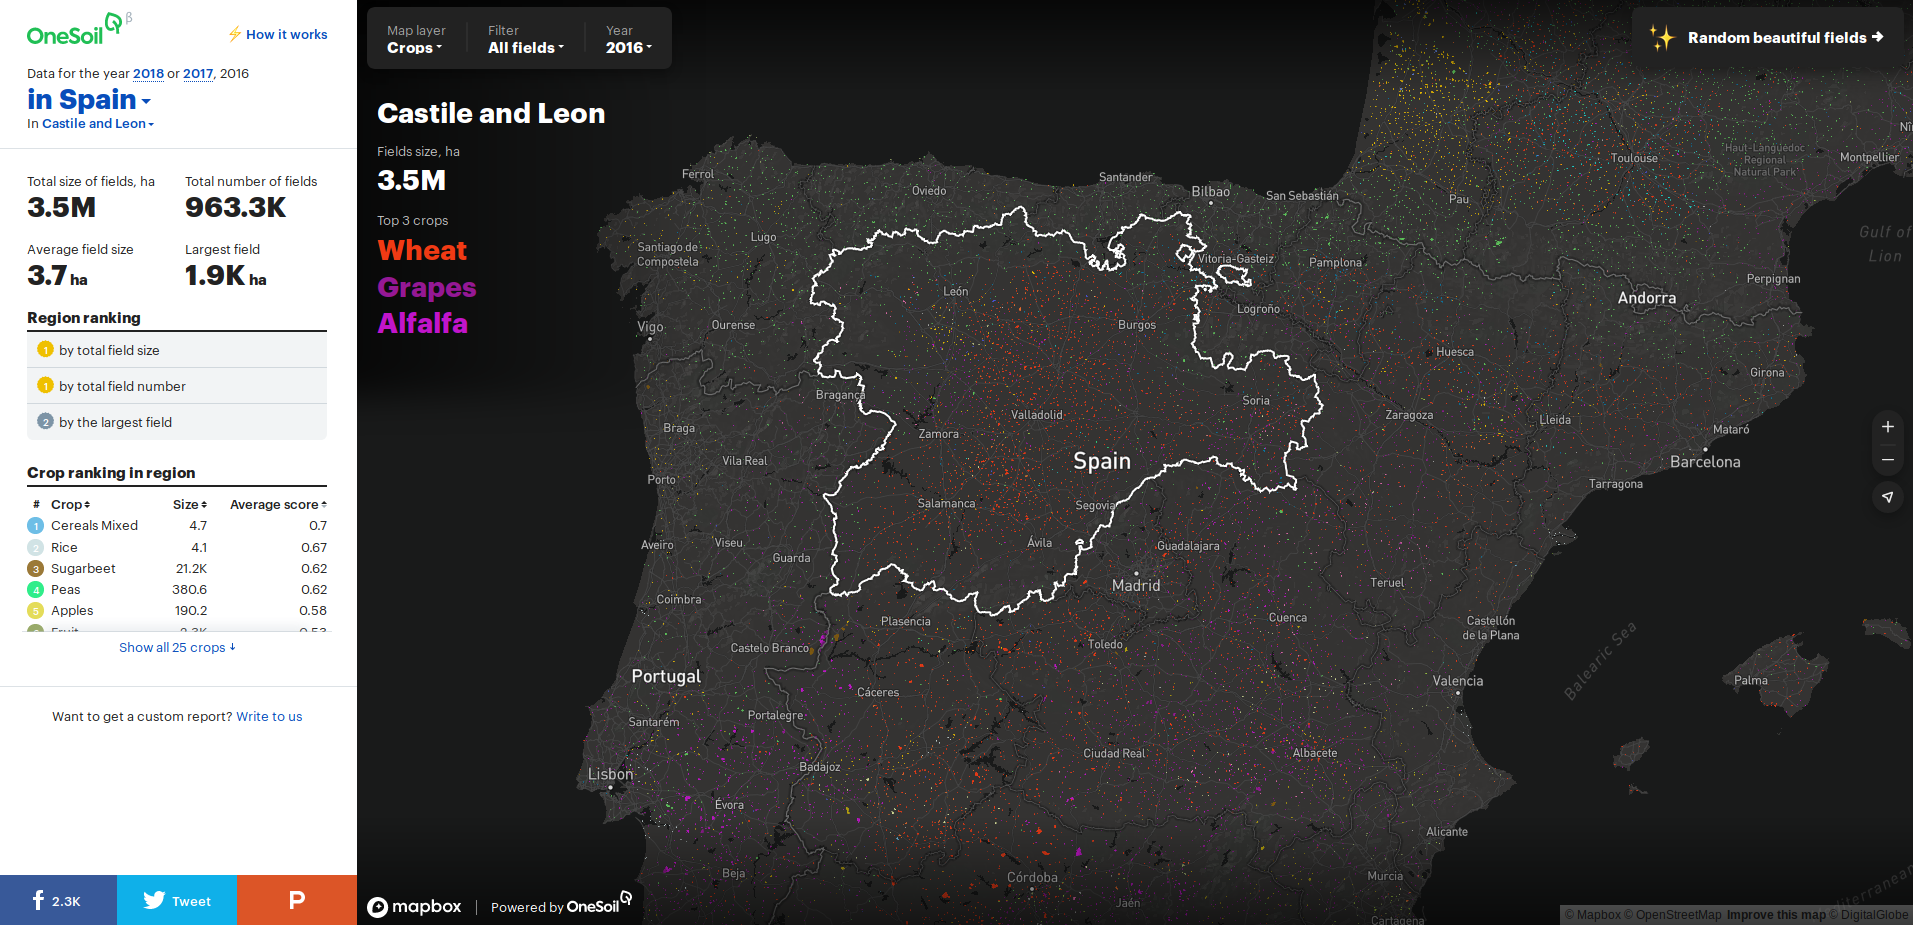 OneSoil β
⚡ How it works
Data for the year 2018 or 2017, 2016
in Spain
In Castile and Leon
Total size of fields, ha
3.5M
Total number of fields
963.3K
Average field size
3.7 ha
Largest field
1.9K ha
Region ranking
1 by total field size
1 by total field number
2 by the largest field
Crop ranking in region
# Crop Size Average score
1 Cereals Mixed 4.7 0.7
2 Rice 4.1 0.67
3 Sugarbeet 21.2K 0.62
4 Peas 380.6 0.62
5 Apples 190.2 0.58
Fruit 2.3K 0.53
Show all 25 crops ↓
Want to get a custom report? Write to us
2.3K
Tweet
P
Map layer
Crops
Filter
All fields
Year
2016
Random beautiful fields →
Castile and Leon
Fields size, ha
3.5M
Top 3 crops
Wheat
Grapes
Alfalfa
Ferrol
Oviedo
Santander
Bilbao
San Sebastián
Pau
Toulouse
Haut-Languedoc
Regional
Natural Park
Montpellier
Nî
Lugo
Santiago de
Compostela
Vitoria-Gasteiz
Pamplona
Gulf of
Lion
Perpignan
Andorra
León
Burgos
Logroño
Vigo
Ourense
Huesca
Girona
Bragança
Valladolid
Soria
Zaragoza
Lleida
Mataró
Braga
Zamora
Spain
Barcelona
Vila Real
Porto
Tarragona
Salamanca
Segovia
Aveiro
Viseu
Guarda
Ávila
Guadalajara
Madrid
Teruel
Coimbra
Plasencia
Cuenca
Castellón
de la Plana
Castelo Branco
Toledo
Balearic Sea
Portugal
Cáceres
Valencia
Palma
Santarém
Portalegre
Lisbon
Badajoz
Ciudad Real
Albacete
Évora
Alicante
Beja
Córdoba
Murcia
Jaén
Cartagena
iterranean
mapbox | Powered by OneSoil
© Mapbox © OpenStreetMap Improve this map © DigitalGlobe